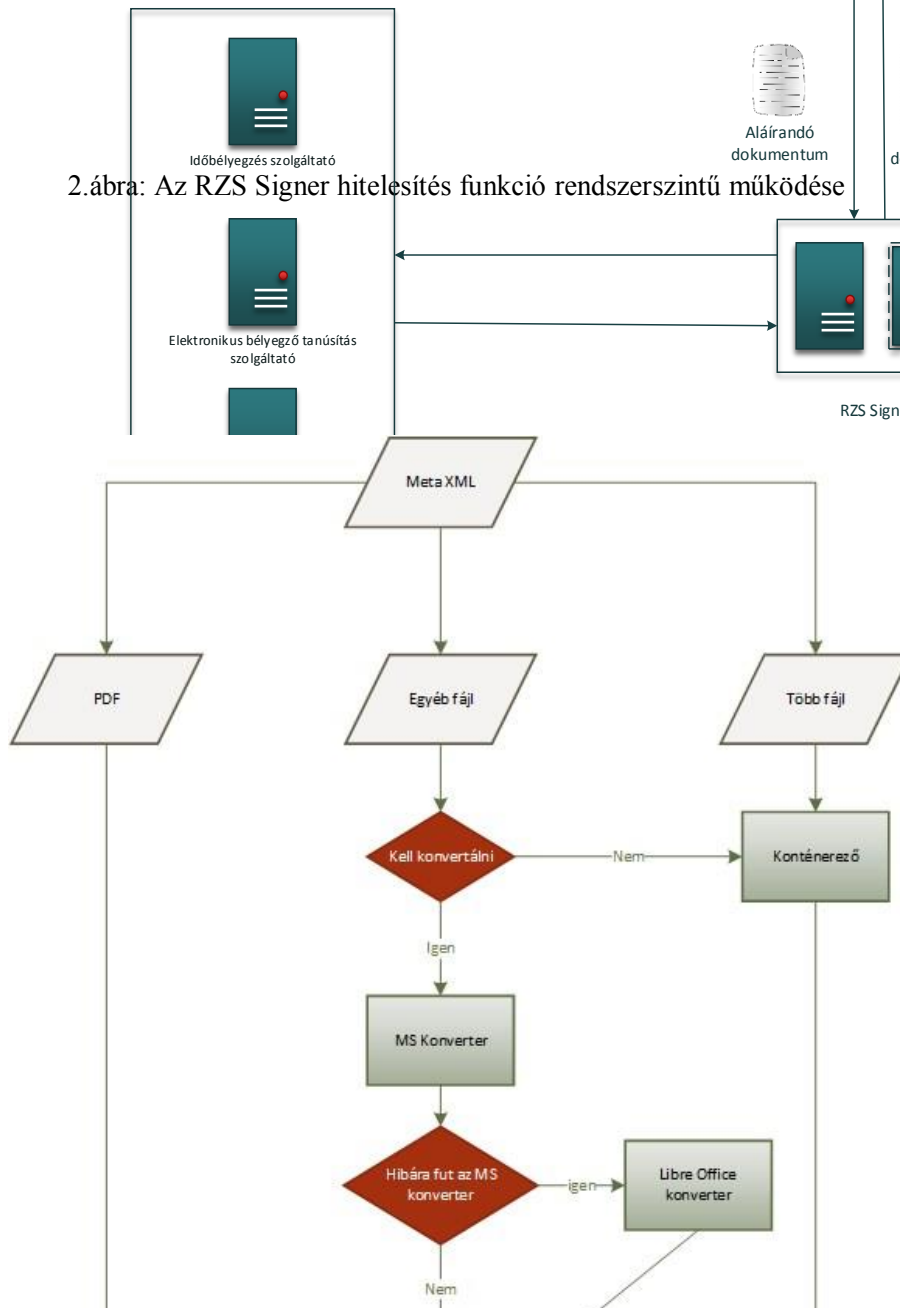 Időbélyegzés szolgáltató
Aláírandó
dokumentum
d
2.ábra: Az RZS Signer hitelesítés funkció rendszerszintű működése
Elektronikus bélyegző tanúsítás
szolgáltató
RZS Sign
Meta XML
PDF
Egyéb fájl
Több fájl
Kell konvertálni
Nem
Konténerező
Igen
MS Konverter
Hibára fut az MS
konverter
igen
Libre Office
konverter
Nem